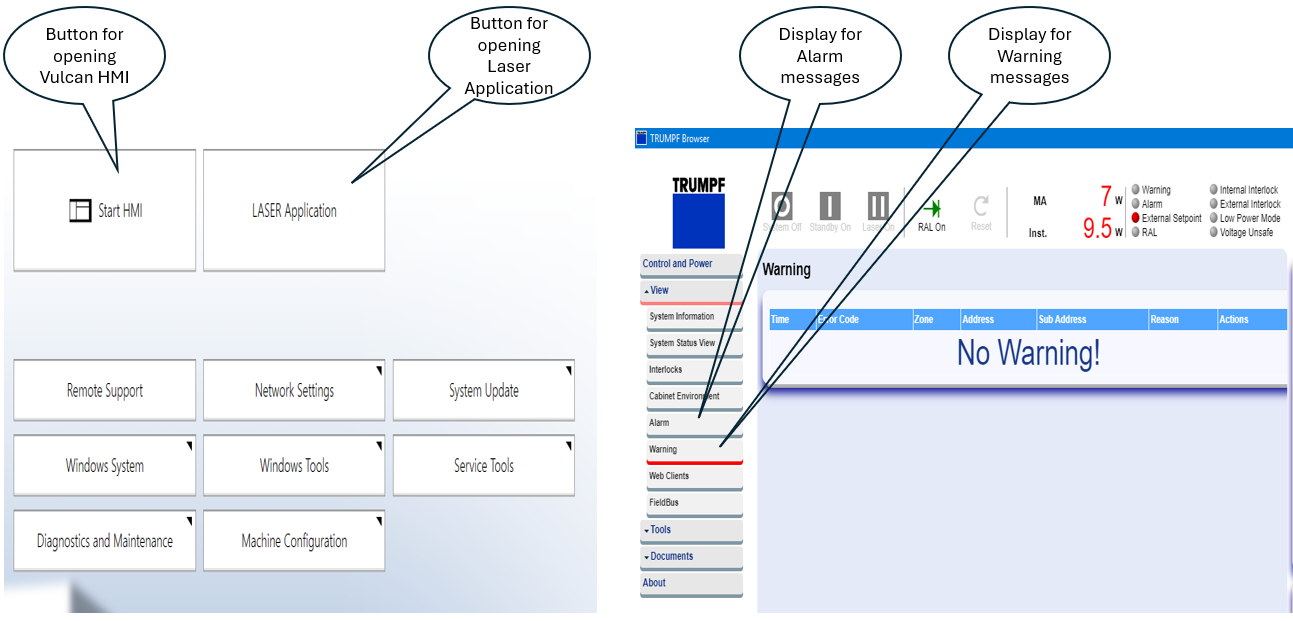 Button for
opening
Vulcan HMI
Button for
opening
Laser
Application
Start HMI
LASER Application
Remote Support
Network Settings
System Update
Windows System
Windows Tools
Service Tools
Diagnostics and Maintenance
Machine Configuration
Display for
Alarm
messages
Display for
Warning
messages
TRUMPF Browser
TRUMPF
System Off
Standby On
Laser On
RAL On
Reset
MA 7 W
Inst. 9.5 W
Warning
Alarm
External Setpoint
RAL
Internal Interlock
External Interlock
Low Power Mode
Voltage Unsafe
Control and Power
View
System Information
System Status View
Interlocks
Cabinet Environment
Alarm
Warning
Web Clients
FieldBus
Tools
Documents
About
Warning
Time Error Code Zone Address Sub Address Reason Actions
No Warning!